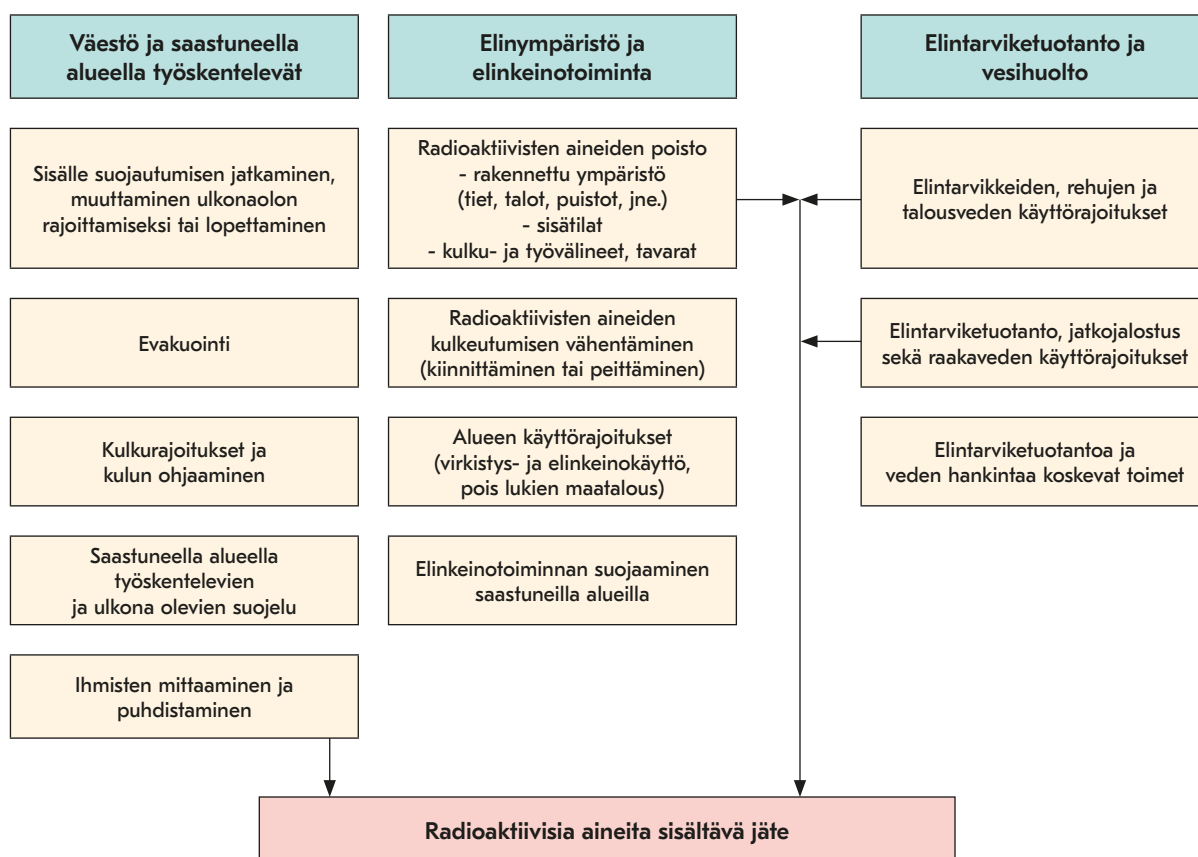 Väestö ja saastuneella
alueella työskentelevät
Sisälle suojautumisen jatkaminen,
muuttaminen ulkonaolon
rajoittamiseksi tai lopettaminen
Evakuointi
Kulkurajoitukset ja
kulun ohjaaminen
Saastuneella alueella
työskentelevien
ja ulkona olevien suojelu
Ihmisten mittaaminen ja
puhdistaminen
Elinympäristö ja
elinkeinotoiminta
Radioaktiivisten aineiden poisto
- rakennettu ympäristö
(tiet, talot, puistot, jne.)
- sisätilat
- kulku- ja työvälineet, tavarat
Radioaktiivisten aineiden
kulkeutumisen vähentäminen
(kiinnittäminen tai peittäminen)
Alueen käyttörajoitukset
(virkistys- ja elinkeinokäyttö,
pois lukien maatalous)
Elinkeinotoiminnan suojaaminen
saastuneilla alueilla
Elintarviketuotanto ja
vesihuolto
Elintarvikkeiden, rehujen ja
talousveden käyttörajoitukset
Elintarviketuotanto, jatkojalostus
sekä raakaveden käyttörajoitukset
Elintarviketuotantoa ja
veden hankintaa koskevat toimet
Radioaktiivisia aineita sisältävä jäte